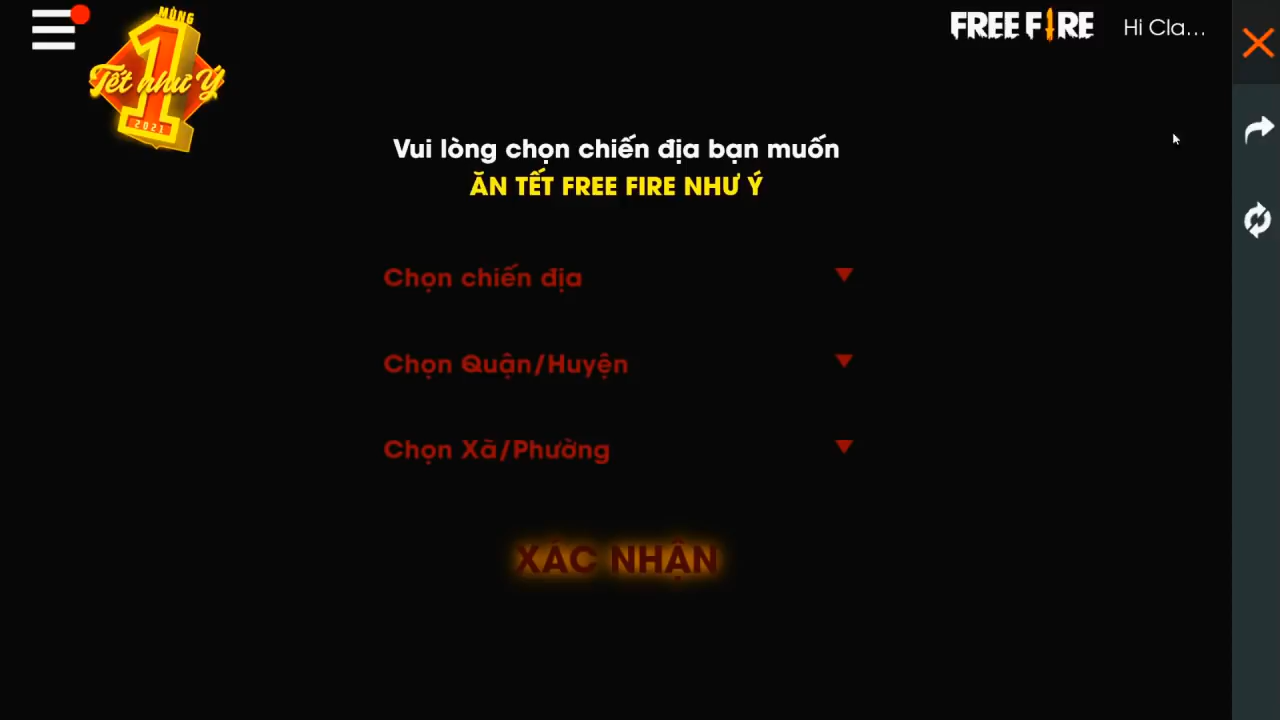 MÙNG
1
Tết như Ý
2021
FREE FIRE
Hi Cla...
Vui lòng chọn chiến địa bạn muốn
ĂN TẾT FREE FIRE NHƯ Ý
Chọn chiến địa
Chọn Quận/Huyện
Chọn Xã/Phường
XÁC NHẬN